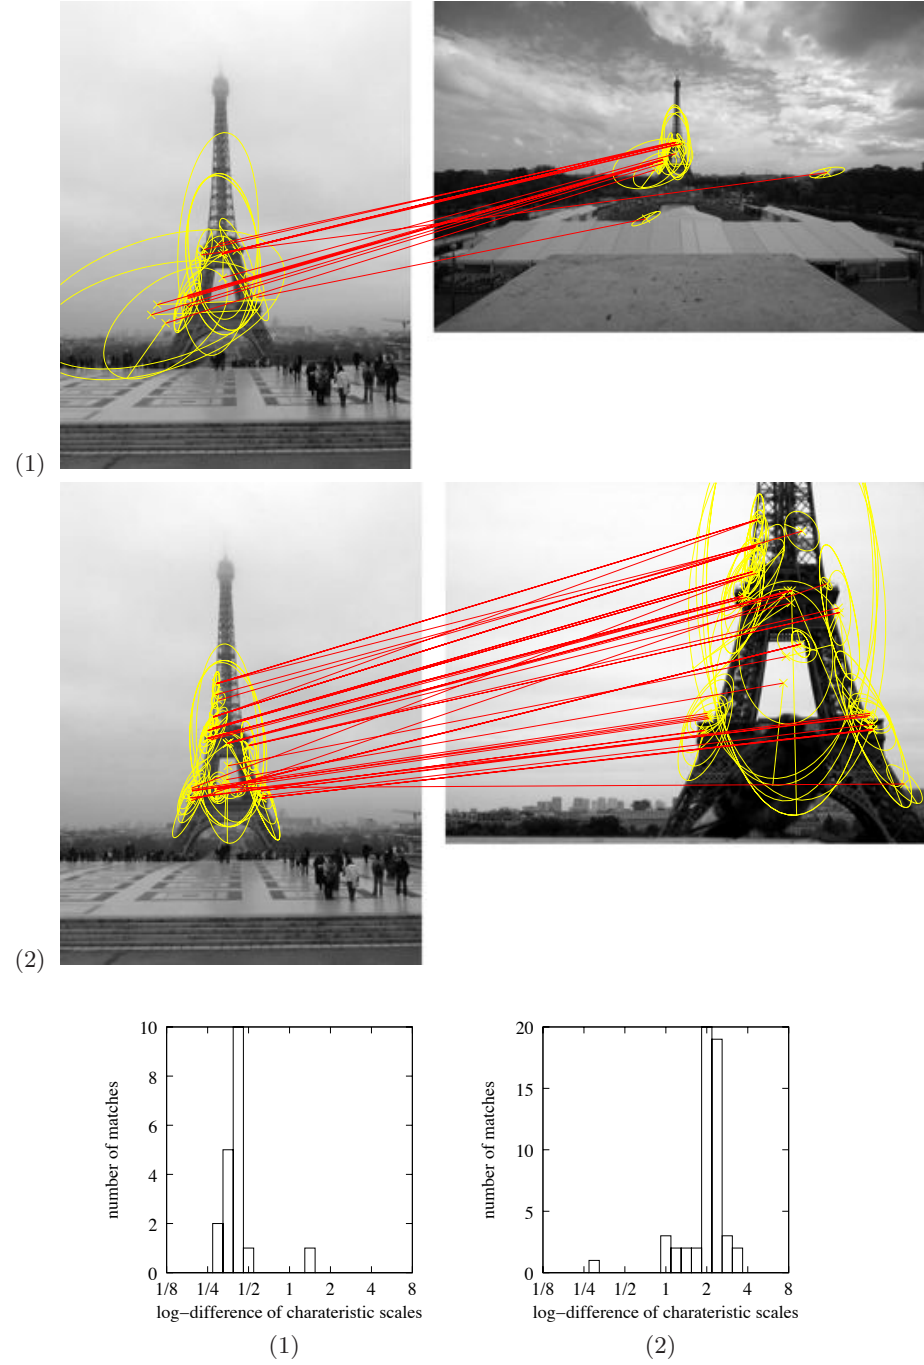 (1)
(2)
10
8
6
4
2
0
number of matches
1/8 1/4 1/2 1 2 4 8
log−difference of charateristic scales
(1)
20
15
10
5
0
number of matches
1/8 1/4 1/2 1 2 4 8
log−difference of charateristic scales
(2)